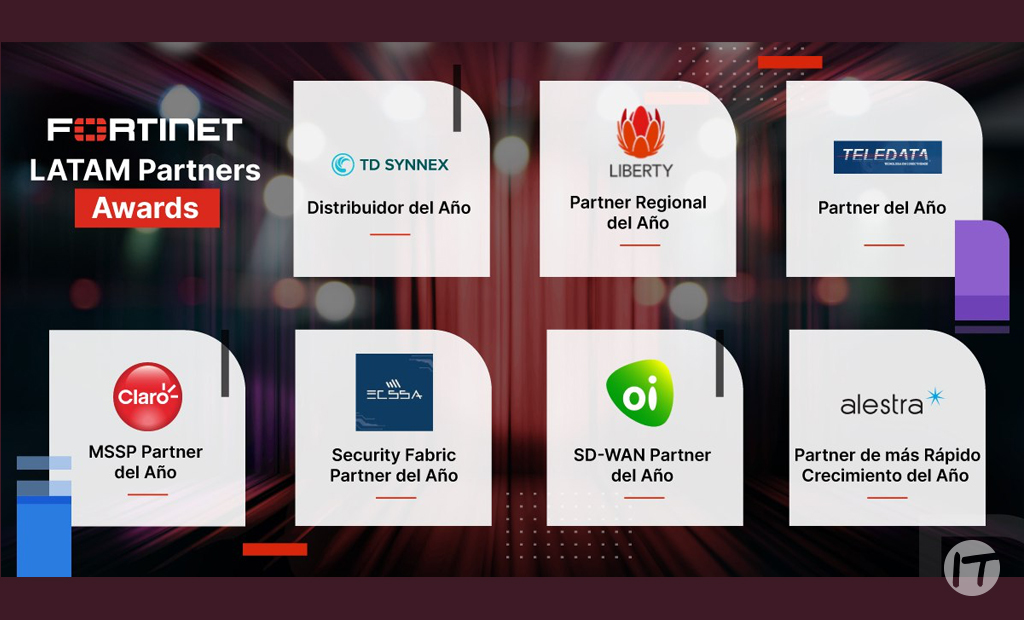 FORTINET
LATAM Partners
Awards
TD SYNNEX
Distribuidor del Año
LIBERTY
Partner Regional
del Año
TELEDATA
Partner del Año
Claro
MSSP Partner
del Año
ECSSA
Security Fabric
Partner del Año
oi
SD-WAN Partner
del Año
alestra
Partner de más Rápido
Crecimiento del Año
IT